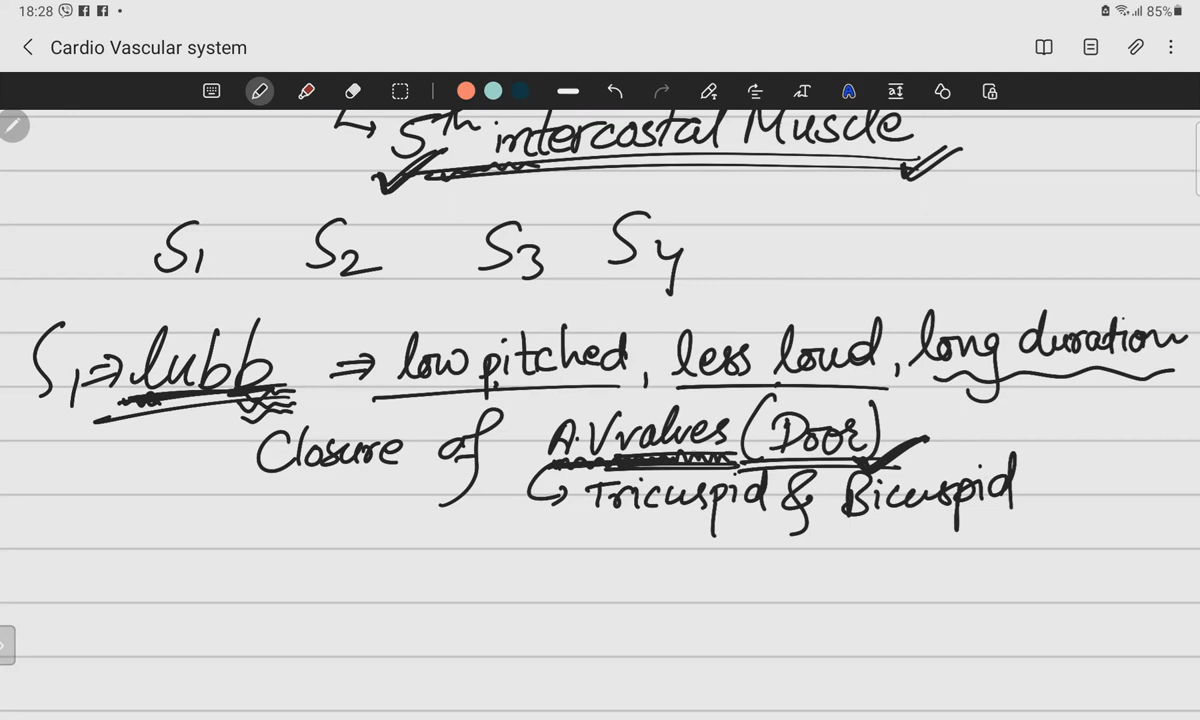 18:28 85%
Cardio Vascular system
↳ 5th intercostal Muscle
S1 S2 S3 S4
S1 ⇒ lubb ⇒ low pitched, less loud, long duration
Closure of A.V valves (Door)
↳ Tricuspid & Bicuspid